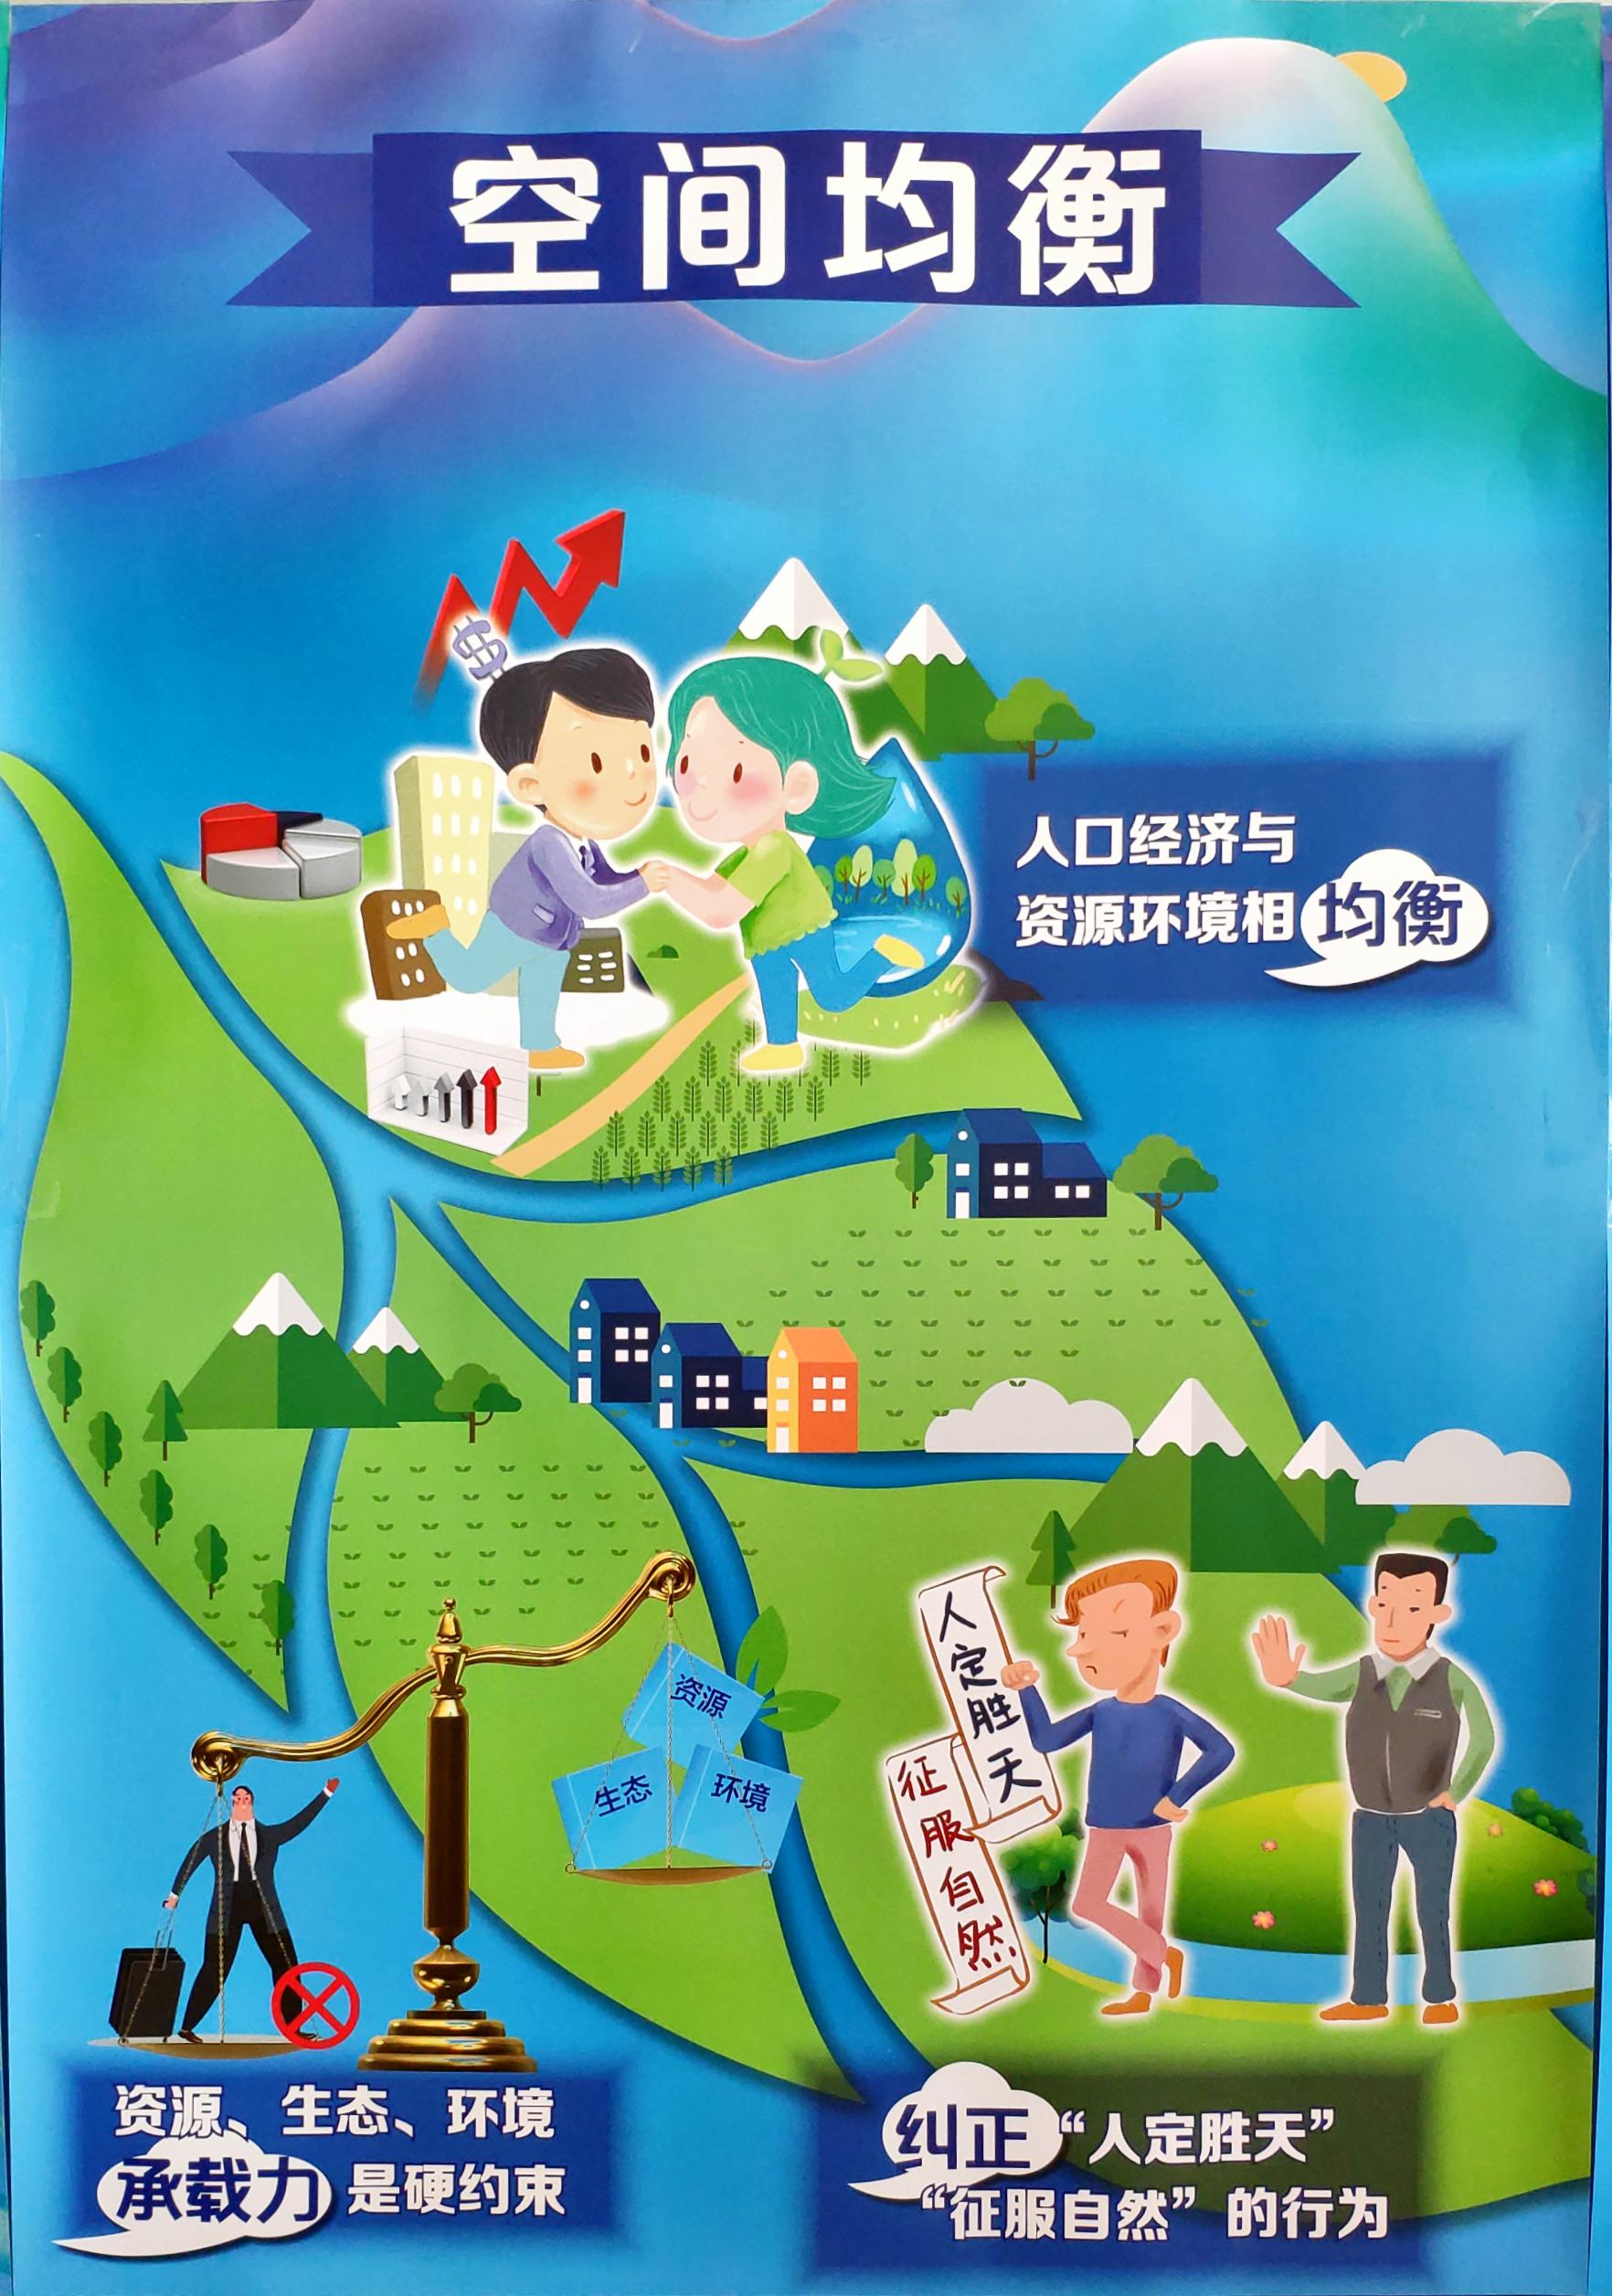 空间均衡
$
人口经济与
资源环境相均衡
人定胜天
征服自然
资源
生态
环境
资源、生态、环境
承载力是硬约束
纠正“人定胜天”
“征服自然”的行为